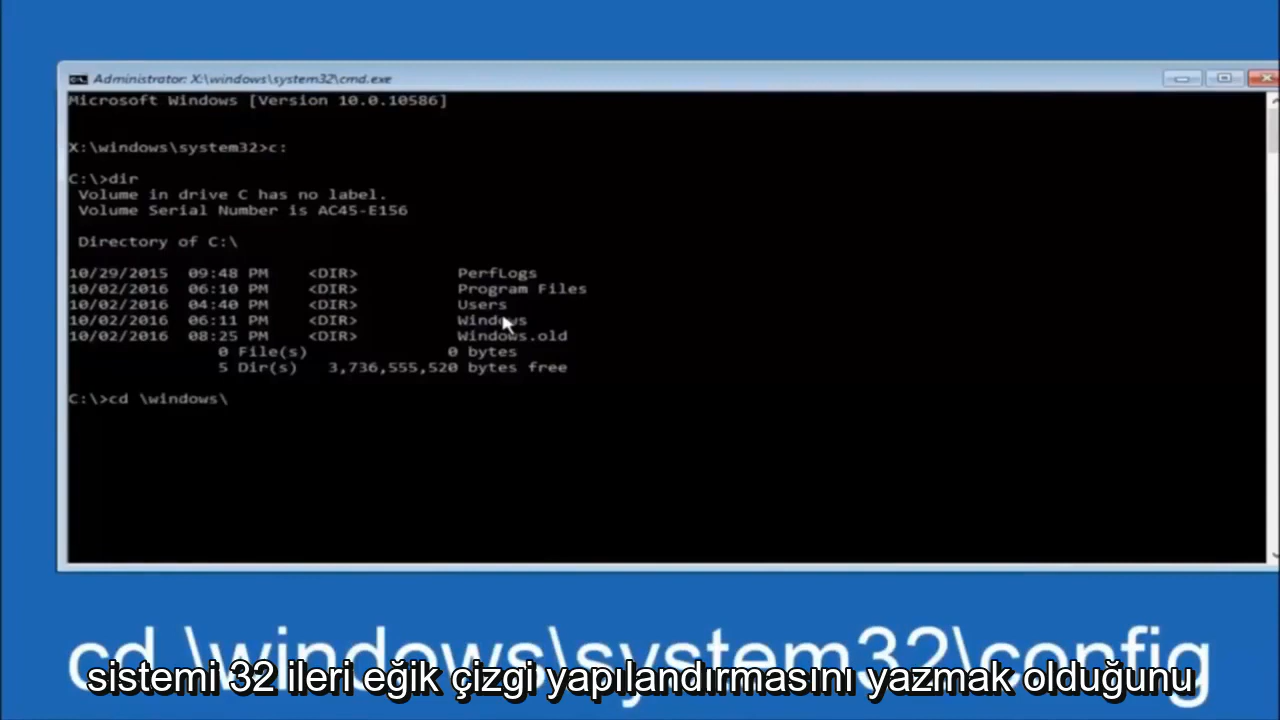 Administrator: X:\windows\system32\cmd.exe
Microsoft Windows [Version 10.0.10586]
X:\windows\system32>c:
C:\>dir
Volume in drive C has no label.
Volume Serial Number is AC45-E156
Directory of C:\
10/29/2015 09:48 PM <DIR> PerfLogs
10/02/2016 06:10 PM <DIR> Program Files
10/02/2016 04:40 PM <DIR> Users
10/02/2016 06:11 PM <DIR> Windows
10/02/2016 08:25 PM <DIR> Windows.old
0 File(s) 0 bytes
5 Dir(s) 3,736,555,520 bytes free
C:\>cd \windows\
cd \windows\system32\config
sistemi 32 ileri eğik çizgi yapılandırmasını yazmak olduğunu